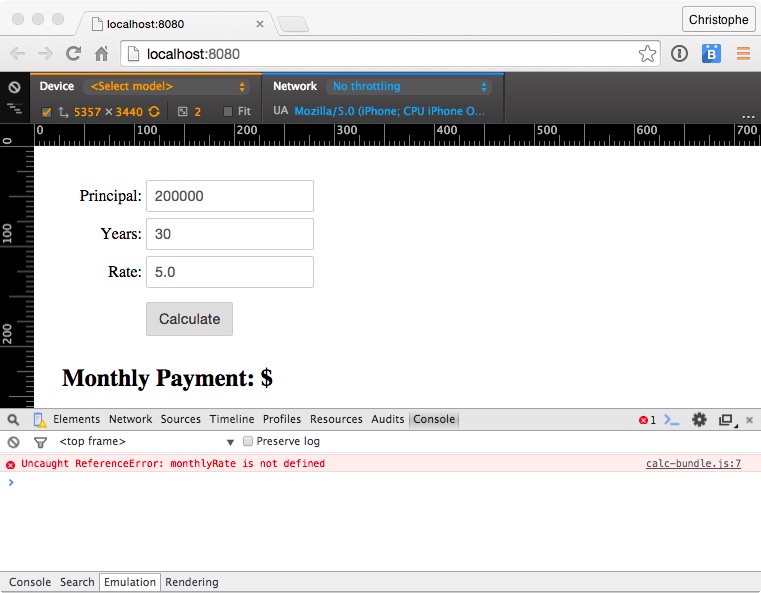 localhost:8080
Christophe
localhost:8080
Device <Select model> Network No throttling
5357 × 3440 2 Fit UA Mozilla/5.0 (iPhone; CPU iPhone O... ...
0 100 200 300 400 500 600 700
0
100
200
Principal: 200000
Years: 30
Rate: 5.0
Calculate
Monthly Payment: $
Elements Network Sources Timeline Profiles Resources Audits Console 1
<top frame> Preserve log
Uncaught ReferenceError: monthlyRate is not defined calc-bundle.js:7
Console Search Emulation Rendering